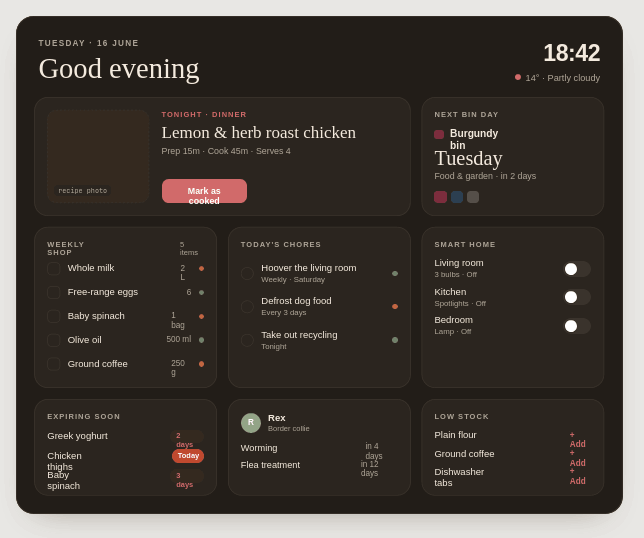 TUESDAY · 16 JUNE
Good evening
18:42
14° · Partly cloudy
recipe photo
TONIGHT · DINNER
Lemon & herb roast chicken
Prep 15m · Cook 45m · Serves 4
Mark as
cooked
NEXT BIN DAY
Burgundy
bin
Tuesday
Food & garden · in 2 days
WEEKLY
SHOP
5
items
Whole milk
2
L
Free-range eggs
6
Baby spinach
1
bag
Olive oil
500 ml
Ground coffee
250
g
TODAY'S CHORES
Hoover the living room
Weekly · Saturday
Defrost dog food
Every 3 days
Take out recycling
Tonight
SMART HOME
Living room
3 bulbs · Off
Kitchen
Spotlights · Off
Bedroom
Lamp · Off
EXPIRING SOON
Greek yoghurt
2
days
Chicken
thighs
Today
Baby
spinach
3
days
R
Rex
Border collie
Worming
in 4
days
Flea treatment
in 12
days
LOW STOCK
Plain flour
+
Add
Ground coffee
+
Add
Dishwasher
tabs
+
Add